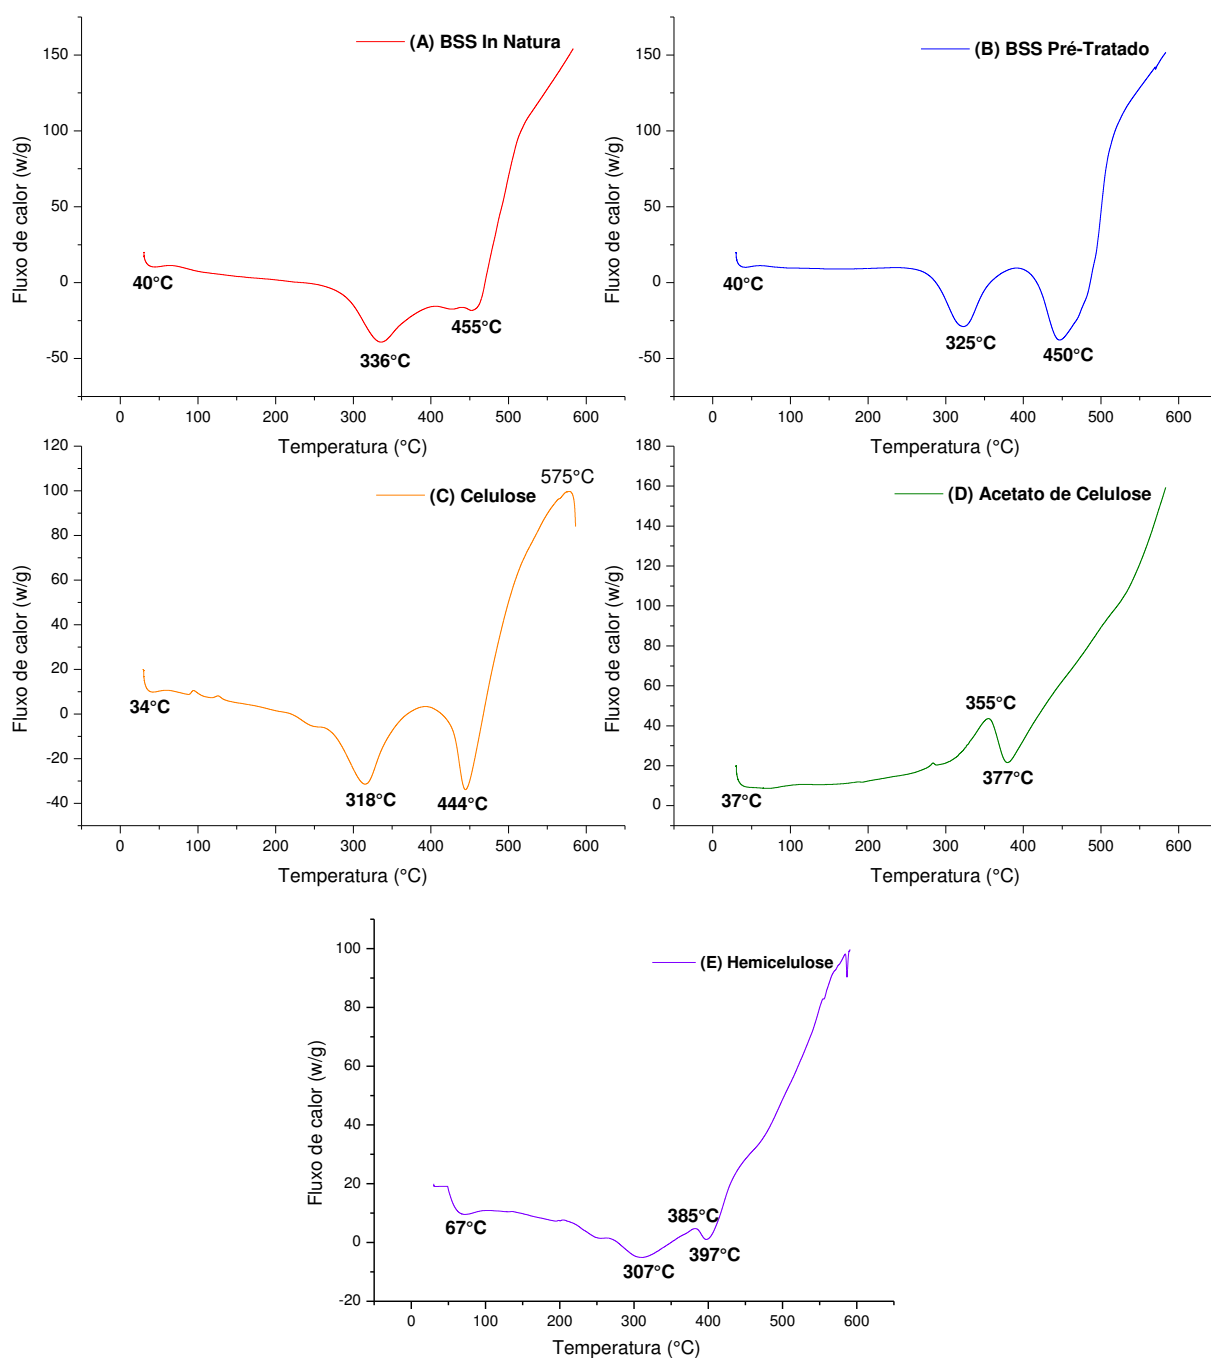 (A) BSS In Natura
150
100
50
0
-50
40°C
336°C
455°C
0 100 200 300 400 500 600
Temperatura (°C)
Fluxo de calor (w/g)
(B) BSS Pré-Tratado
150
100
50
0
-50
40°C
325°C
450°C
0 100 200 300 400 500 600
Temperatura (°C)
Fluxo de calor (w/g)
120
575°C
(C) Celulose
100
80
60
40
20
0
-20
-40
34°C
318°C
444°C
0 100 200 300 400 500 600
Temperatura (°C)
Fluxo de calor (w/g)
180
(D) Acetato de Celulose
160
140
120
100
80
60
40
20
0
355°C
37°C
377°C
0 100 200 300 400 500 600
Temperatura (°C)
Fluxo de calor (w/g)
(E) Hemicelulose
100
80
60
40
20
0
-20
67°C
385°C
307°C
397°C
0 100 200 300 400 500 600
Temperatura (°C)
Fluxo de calor (w/g)